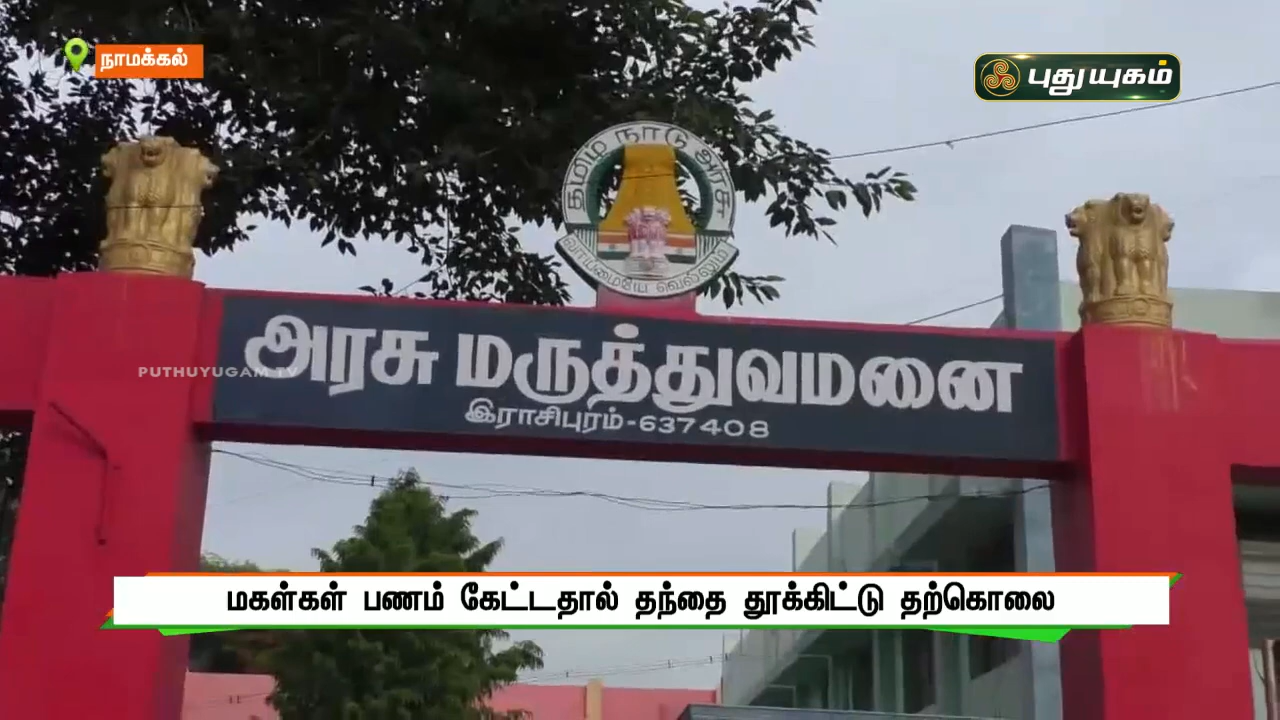 நாமக்கல்
புதுயுகம்
தமிழ் நாடு அரசு
வாய்மையே வெல்லும்
அரசு மருத்துவமனை
PUTHUYUGAM TV
இராசிபுரம்-637408
மகள்கள் பணம் கேட்டதால் தந்தை தூக்கிட்டு தற்கொலை